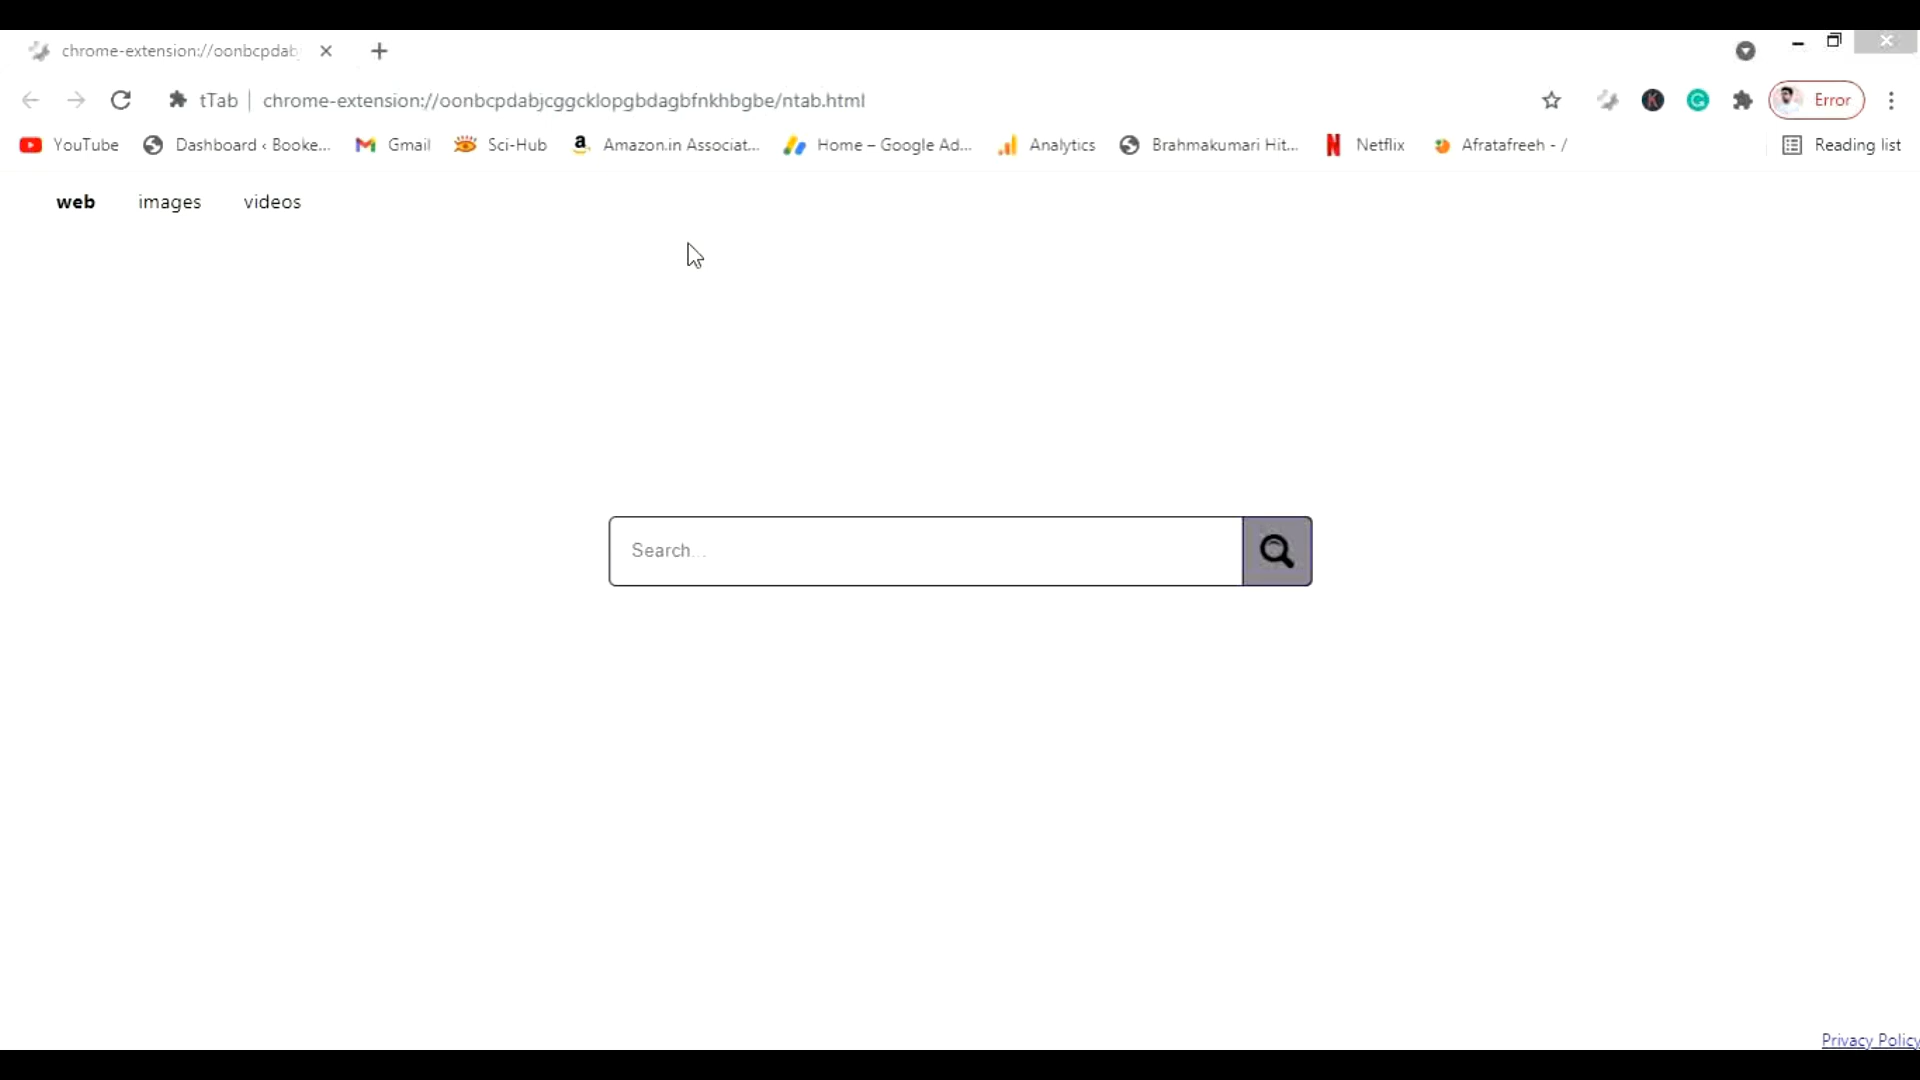 chrome-extension://oonbcpdab
tTab | chrome-extension://oonbcpdabjcggcklopgbdagbfnkhbgbe/ntab.html
K G Error
YouTube Dashboard ‹ Booke... Gmail Sci-Hub a Amazon.in Associat... Home – Google Ad... Analytics Brahmakumari Hit... N Netflix Afratafreeh - / Reading list
web images videos
Search...
Privacy Policy